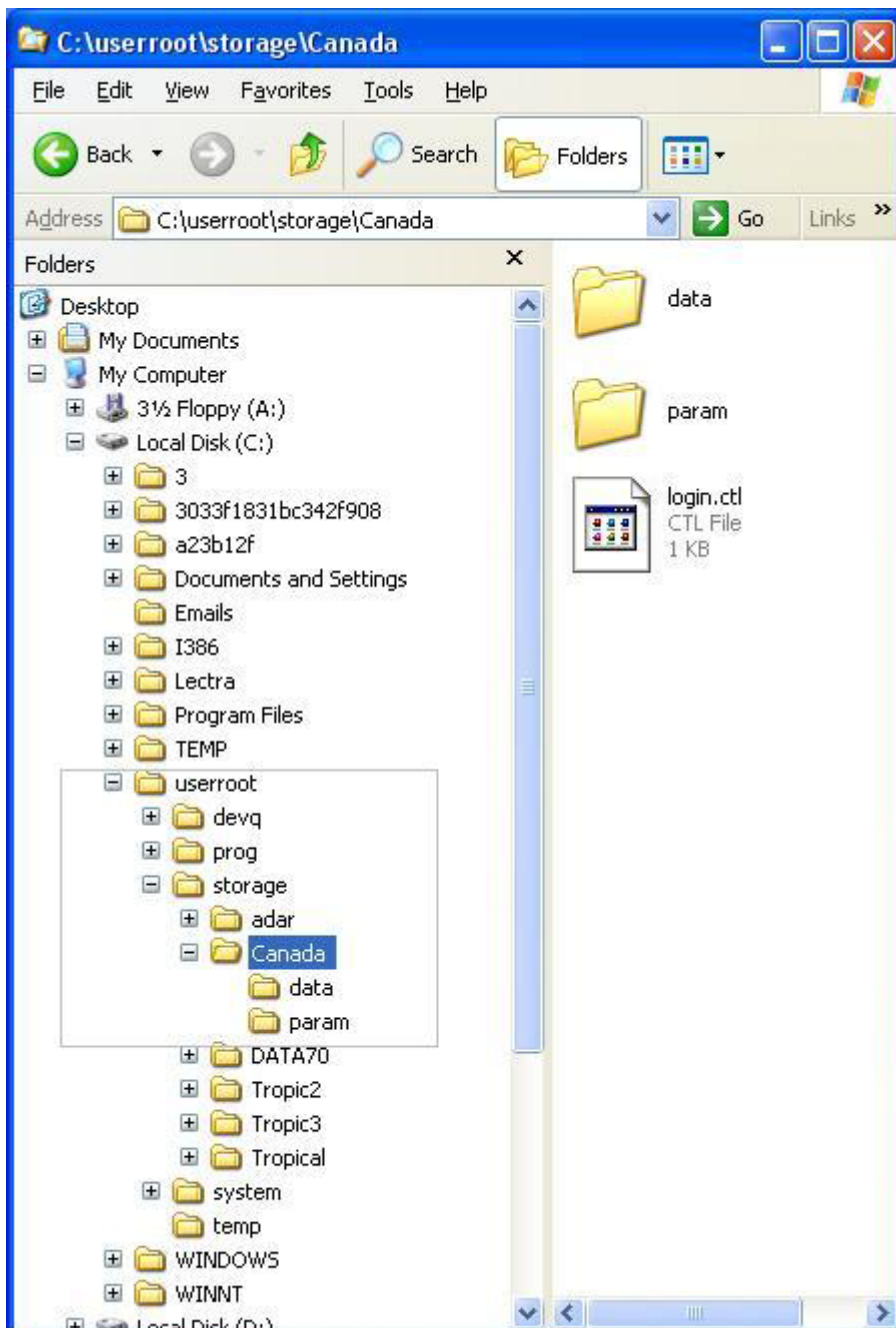 C:\userroot\storage\Canada
File Edit View Favorites Tools Help
Back Search Folders
Address C:\userroot\storage\Canada Go Links »
Folders
Desktop
My Documents
My Computer
3½ Floppy (A:)
Local Disk (C:)
3
3033f1831bc342f908
a23b12f
Documents and Settings
Emails
I386
Lectra
Program Files
TEMP
userroot
devq
prog
storage
adar
Canada
data
param
DATA70
Tropic2
Tropic3
Tropical
system
temp
WINDOWS
WINNT
Local Disk (D:)
data
param
login.ctl
CTL File
1 KB